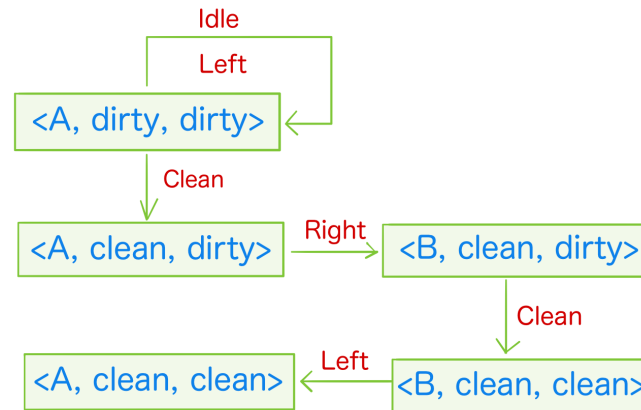 Idle
Left
<A, dirty, dirty>
Clean
<A, clean, dirty>
Right
<B, clean, dirty>
Clean
<A, clean, clean>
Left
<B, clean, clean>